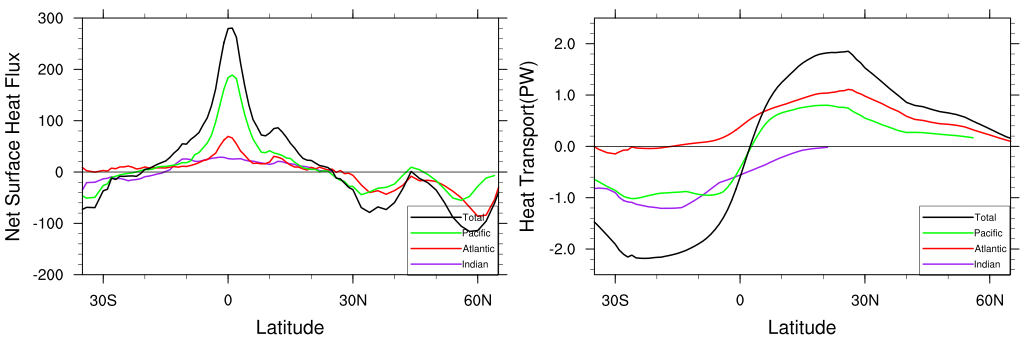 Net Surface Heat Flux
300
200
100
0
-100
-200
30S
0
30N
60N
Latitude
Total
Pacific
Atlantic
Indian
Heat Transport(PW)
2.0
1.0
0.0
-1.0
-2.0
30S
0
30N
60N
Latitude
Total
Pacific
Atlantic
Indian